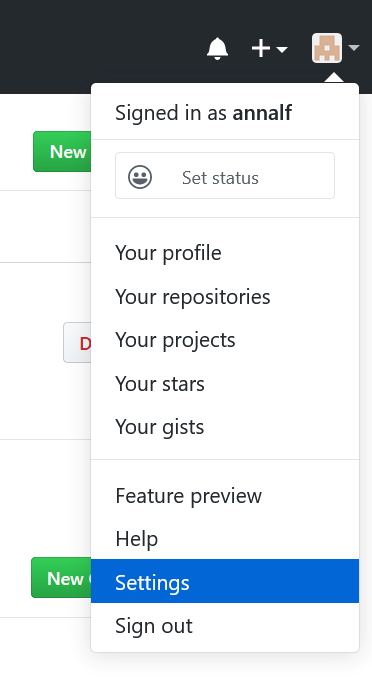 Signed in as annalf
New
Set status
Your profile
Your repositories
D
Your projects
Your stars
Your gists
Feature preview
Help
New
Settings
Sign out